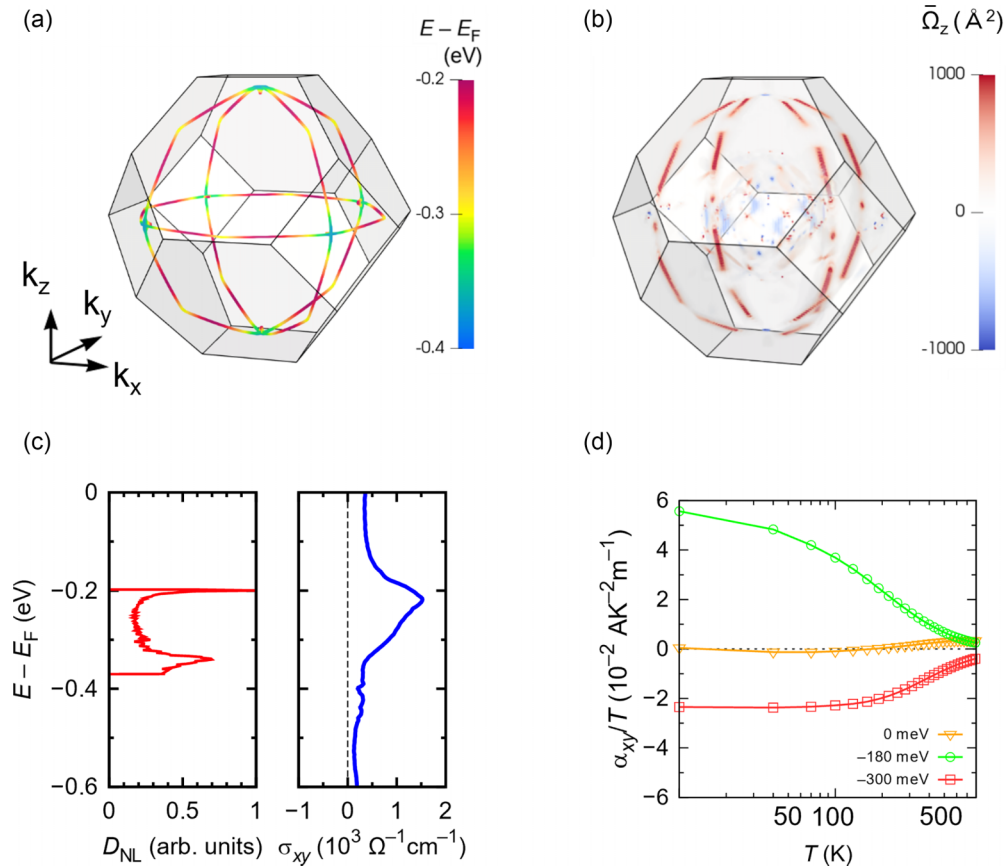 (a)
E − E_F
(eV)
-0.2
-0.3
-0.4
k_z
k_y
k_x
(b)
Ω̄_z (Å²)
1000
0
-1000
(c)
0
−0.2
−0.4
−0.6
E − E_F (eV)
0 0.5 1
D_NL (arb. units)
−1 0 1 2
σ_xy (10³ Ω⁻¹cm⁻¹)
(d)
6
4
2
0
−2
−4
−6
α_xy/T (10⁻² AK⁻²m⁻¹)
0 meV
−180 meV
−300 meV
50 100 500
T (K)